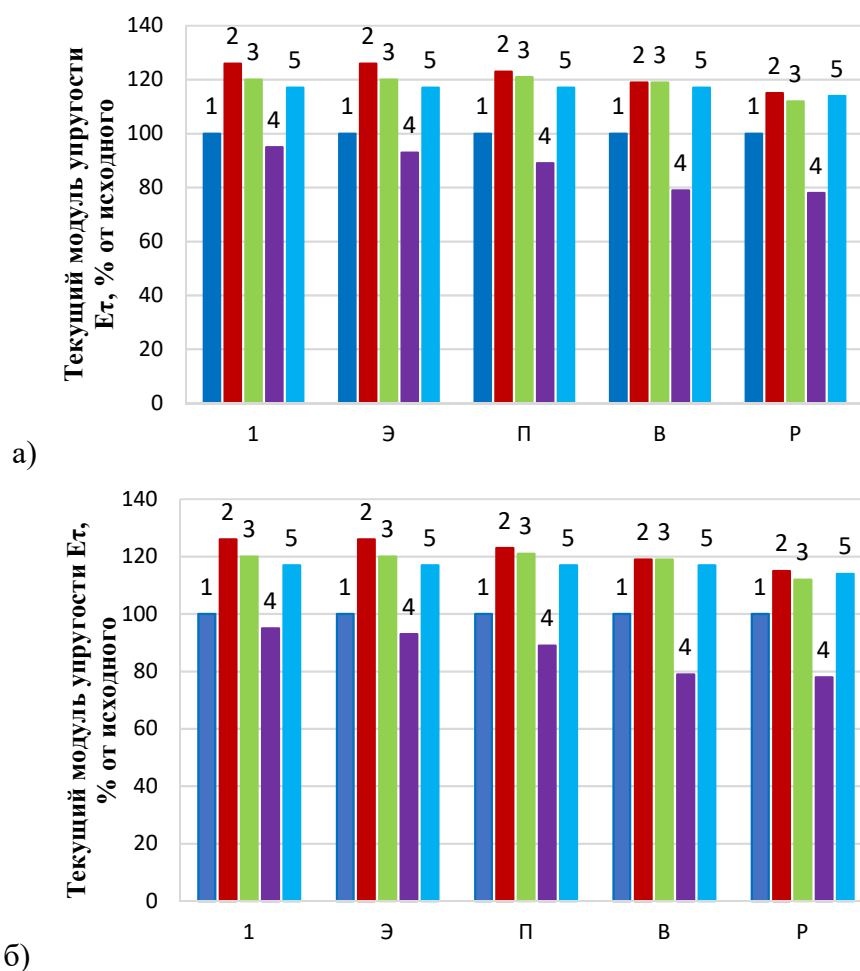 Текущий модуль упругости
Eτ, % от исходного
140
120
100
80
60
40
20
0
1 2 3 4 5
1 2 3 4 5
1 2 3 4 5
1 2 3 4 5
1 2 3 4 5
1 Э П В Р
а)
Текущий модуль упругости Eτ,
% от исходного
140
120
100
80
60
40
20
0
1 2 3 4 5
1 2 3 4 5
1 2 3 4 5
1 2 3 4 5
1 2 3 4 5
1 Э П В Р
б)